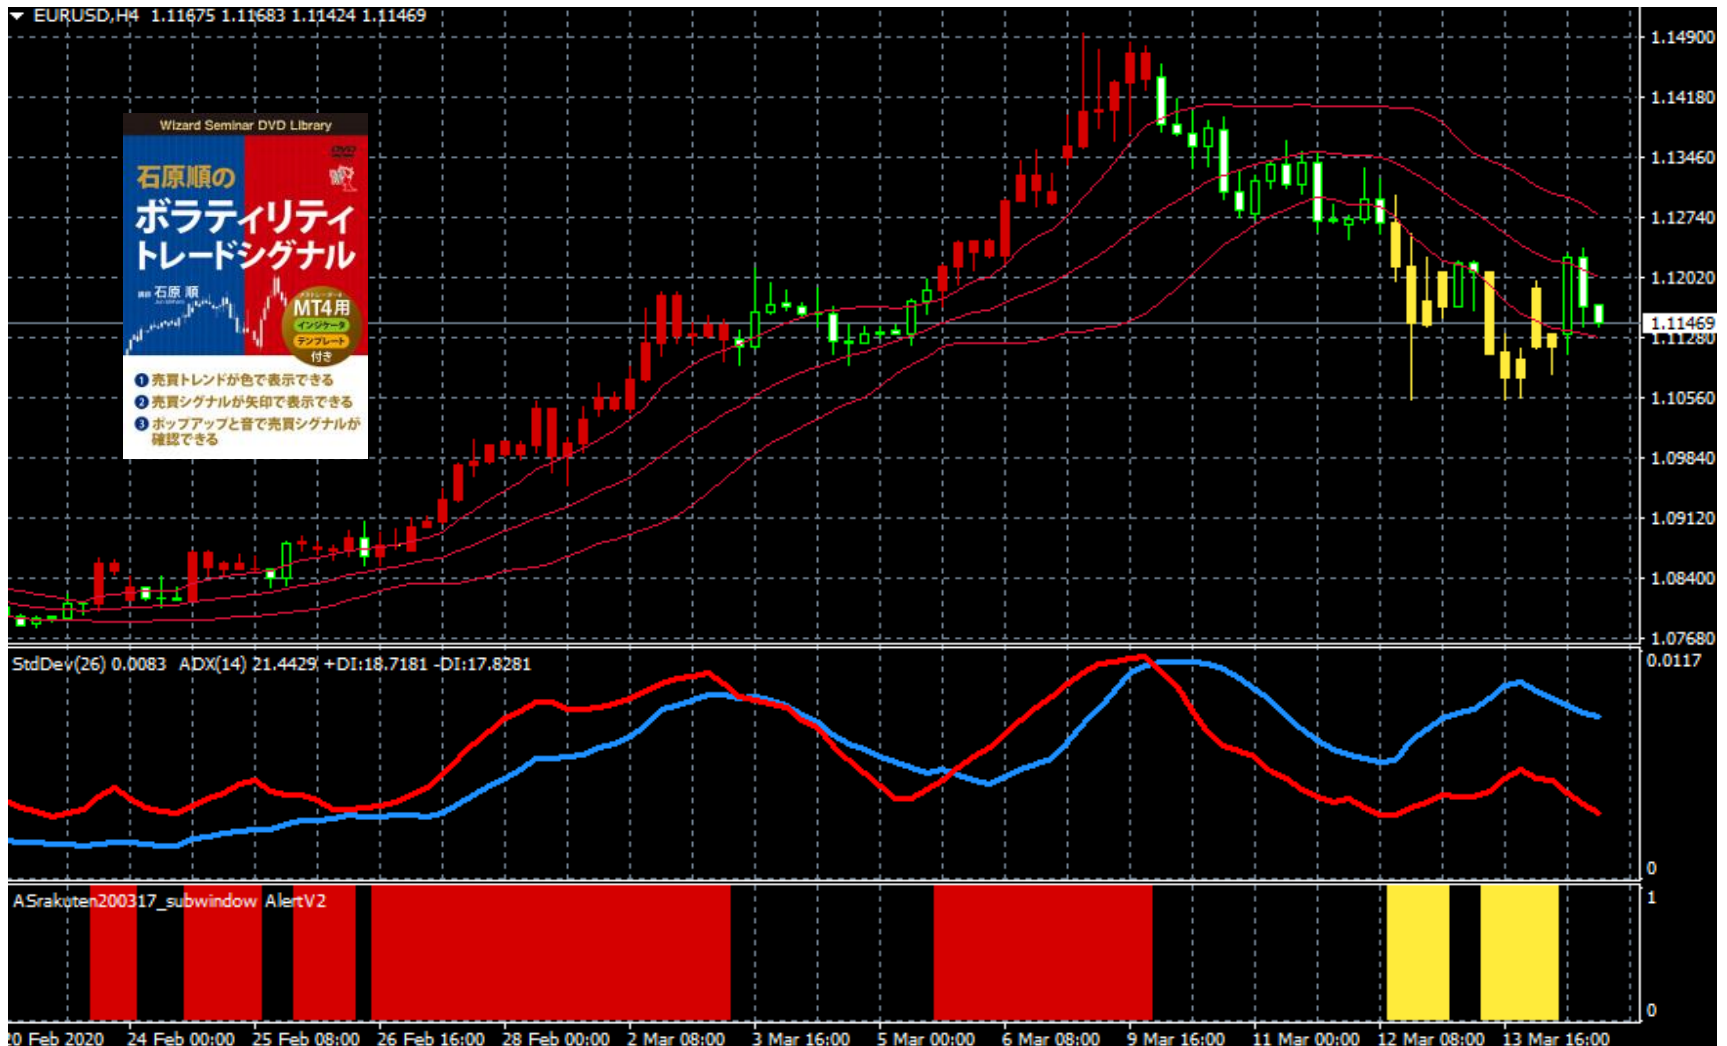 EURUSD,H4 1.11675 1.11683 1.11424 1.11469
1.14900
1.14180
1.13460
1.12740
1.12020
1.11469
1.11280
1.10560
1.09840
1.09120
1.08400
1.07680
Wizard Seminar DVD Library
DVD
石原順の
ボラティリティ
トレードシグナル
講師 石原 順
MT4用
インジケータ
テンプレート
付き
1 売買トレンドが色で表示できる
2 売買シグナルが矢印で表示できる
3 ポップアップと音で売買シグナルが
確認できる
StdDev(26) 0.0083 ADX(14) 21.4429 +DI:18.7181 -DI:17.8281
0.0117
0
ASrakuten200317_subwindow AlertV2
1
0
20 Feb 2020 24 Feb 00:00 25 Feb 08:00 26 Feb 16:00 28 Feb 00:00 2 Mar 08:00 3 Mar 16:00 5 Mar 00:00 6 Mar 08:00 9 Mar 16:00 11 Mar 00:00 12 Mar 08:00 13 Mar 16:00